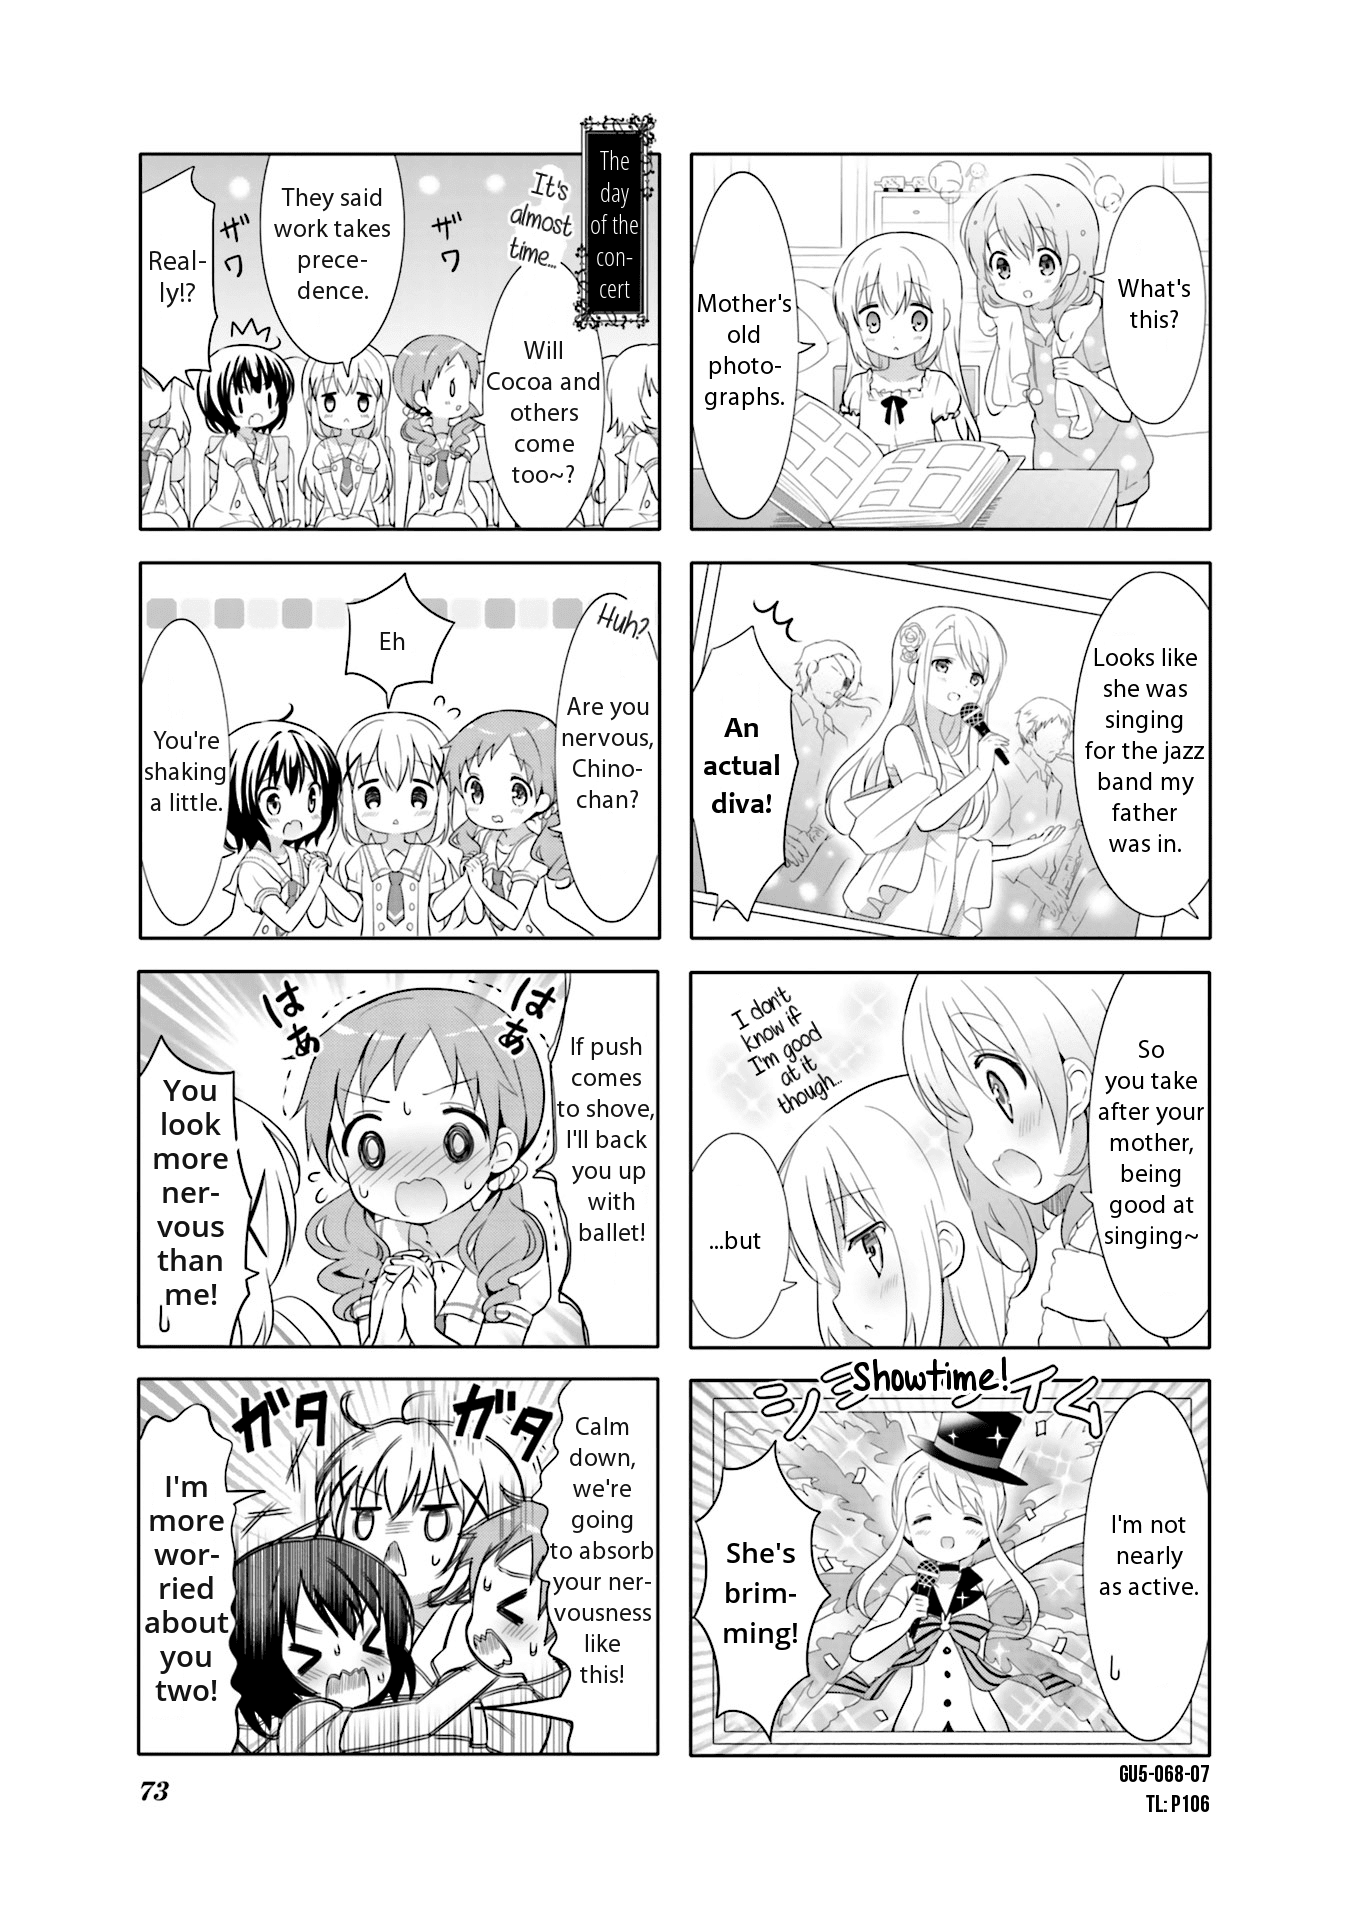 What's
this?
Mother's
old
photo-
graphs.
Looks like
she was
singing
for the jazz
band my
father
was in.
An
actual
diva!
So
you take
after your
mother,
being
good at
singing~
I don't
know if
I'm good
at it
though...
...but
Showtime!
I'm not
nearly
as active.
She's
brim-
ming!
The
day
of the
con-
cert
It's
almost
time...
Will
Cocoa and
others
come
too~?
ザワ
They said
work takes
prece-
dence.
ザワ
Real-
ly!?
Huh?
Are you
nervous,
Chino-
chan?
Eh
You're
shaking
a little.
If push
comes
to shove,
I'll back
you up
with
ballet!
はぁ
はぁ
You
look
more
ner-
vous
than
me!
Calm
down,
we're
going
to absorb
your ner-
vousness
like
this!
ガタ
ガタ
I'm
more
wor-
ried
about
you
two!
73
GU5-068-07
TL: P106